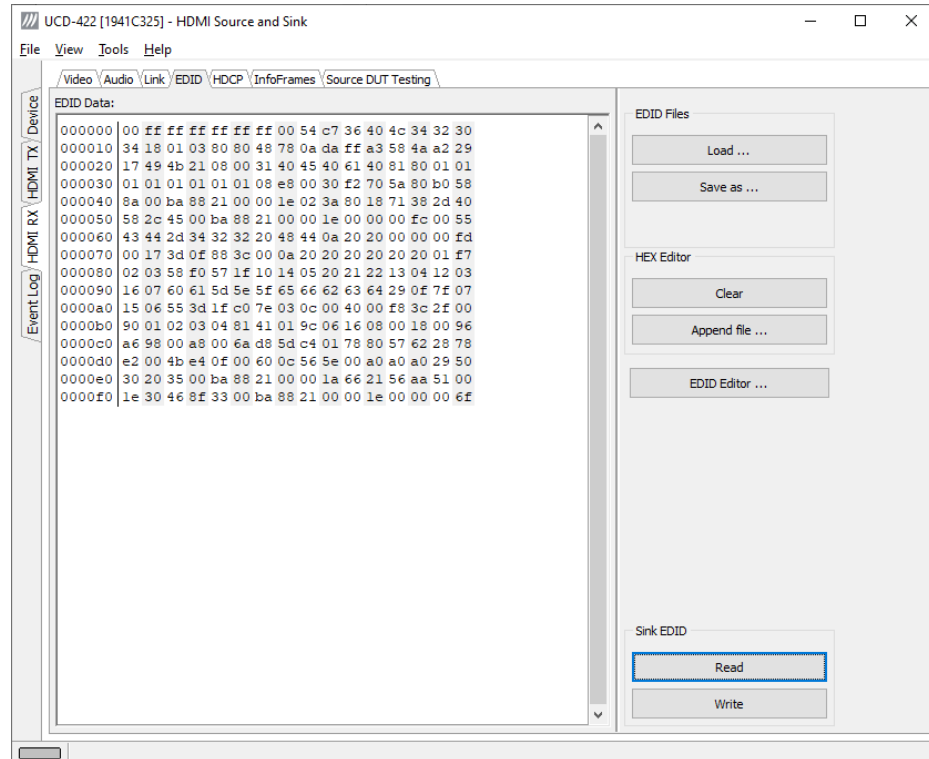 UCD-422 [1941C325] - HDMI Source and Sink
File View Tools Help
Video Audio Link EDID HDCP InfoFrames Source DUT Testing
Device
HDMI TX
HDMI RX
Event Log
EDID Data:
000000 00 ff ff ff ff ff ff 00 54 c7 36 40 4c 34 32 30
000010 34 18 01 03 80 80 48 78 0a da ff a3 58 4a a2 29
000020 17 49 4b 21 08 00 31 40 45 40 61 40 81 80 01 01
000030 01 01 01 01 01 01 08 e8 00 30 f2 70 5a 80 b0 58
000040 8a 00 ba 88 21 00 00 1e 02 3a 80 18 71 38 2d 40
000050 58 2c 45 00 ba 88 21 00 00 1e 00 00 00 fc 00 55
000060 43 44 2d 34 32 32 20 48 44 0a 20 20 00 00 00 fd
000070 00 17 3d 0f 88 3c 00 0a 20 20 20 20 20 20 01 f7
000080 02 03 58 f0 57 1f 10 14 05 20 21 22 13 04 12 03
000090 16 07 60 61 5d 5e 5f 65 66 62 63 64 29 0f 7f 07
0000a0 15 06 55 3d 1f c0 7e 03 0c 00 40 00 f8 3c 2f 00
0000b0 90 01 02 03 04 81 41 01 9c 06 16 08 00 18 00 96
0000c0 a6 98 00 a8 00 6a d8 5d c4 01 78 80 57 62 28 78
0000d0 e2 00 4b e4 0f 00 60 0c 56 5e 00 a0 a0 a0 29 50
0000e0 30 20 35 00 ba 88 21 00 00 1a 66 21 56 aa 51 00
0000f0 1e 30 46 8f 33 00 ba 88 21 00 00 1e 00 00 00 6f
EDID Files
Load ...
Save as ...
HEX Editor
Clear
Append file ...
EDID Editor ...
Sink EDID
Read
Write